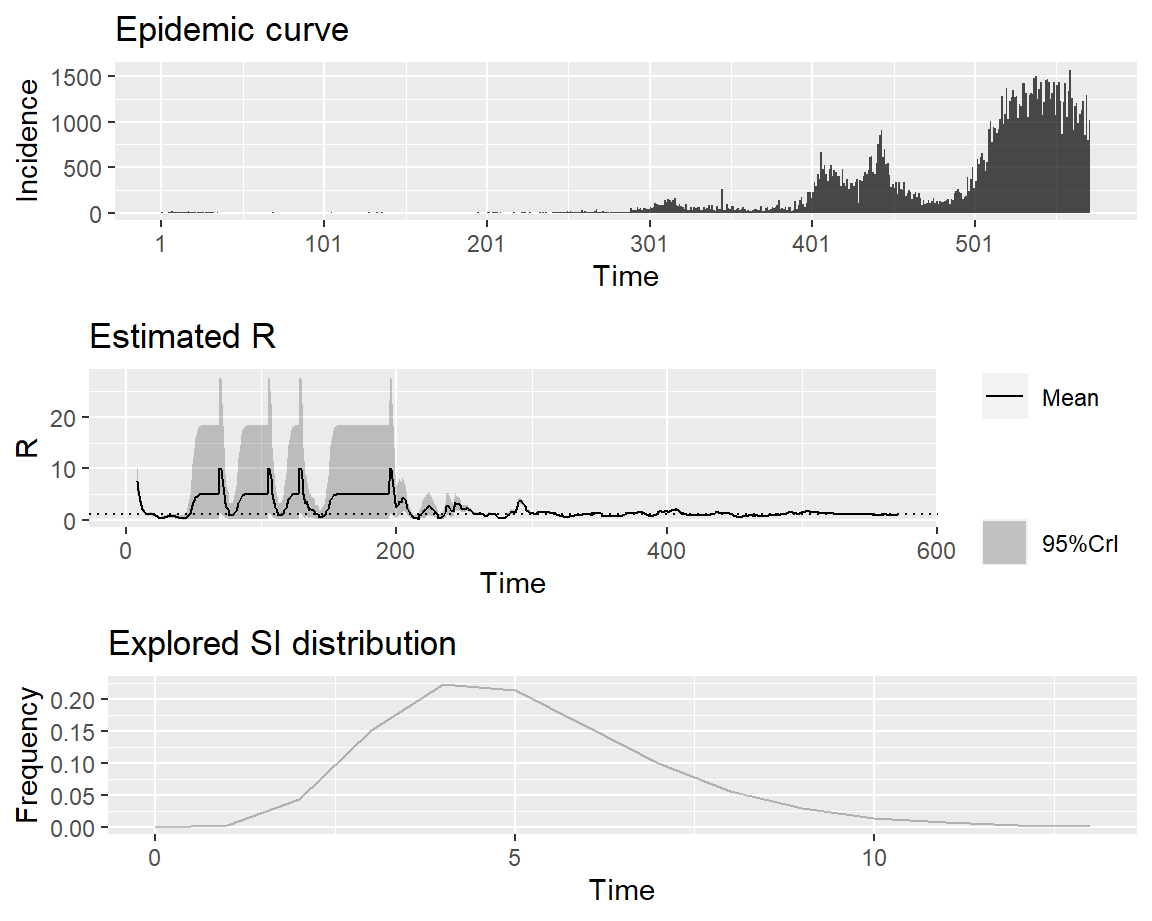 Epidemic curve
Incidence
1500
1000
500
0
1 101 201 301 401 501
Time
Estimated R
R
20
10
0
0 200 400 600
Time
Mean
95%CrI
Explored SI distribution
Frequency
0.20
0.15
0.10
0.05
0.00
0 5 10
Time